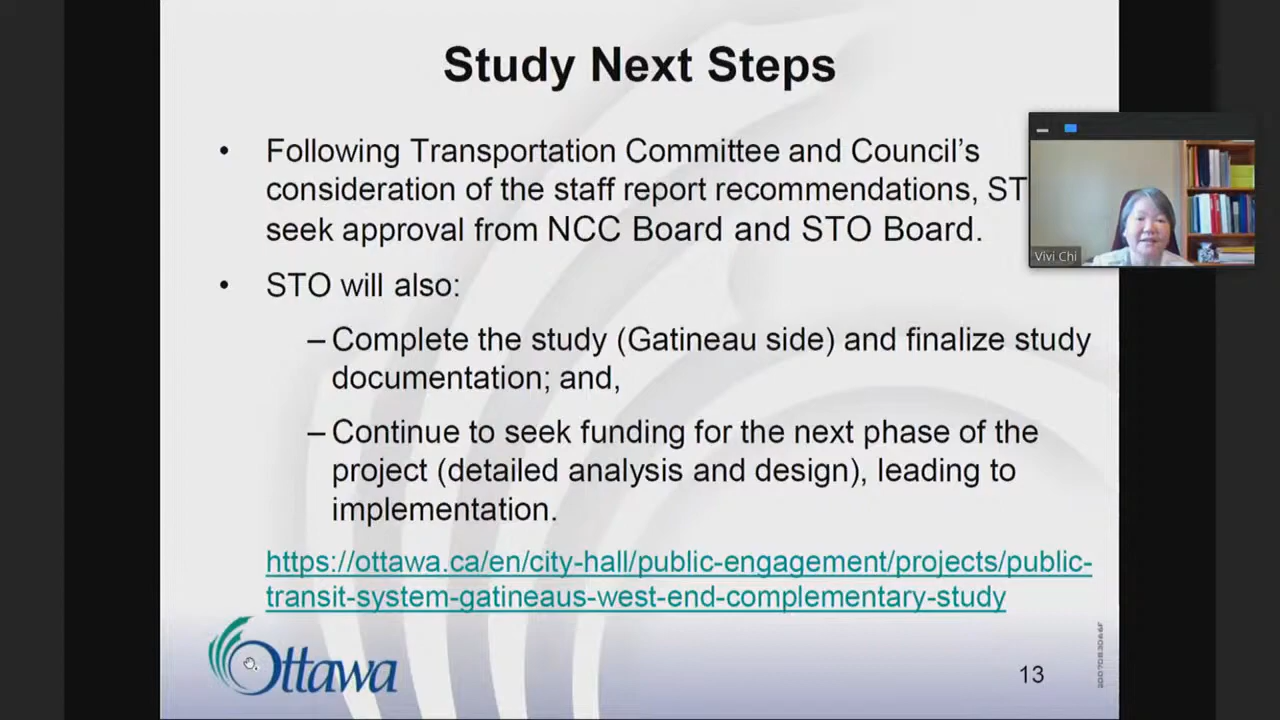 Study Next Steps
• Following Transportation Committee and Council's
consideration of the staff report recommendations, ST
seek approval from NCC Board and STO Board.
• STO will also:
– Complete the study (Gatineau side) and finalize study
documentation; and,
– Continue to seek funding for the next phase of the
project (detailed analysis and design), leading to
implementation.
https://ottawa.ca/en/city-hall/public-engagement/projects/public-
transit-system-gatineaus-west-end-complementary-study
Vivi Chi
Ottawa
13